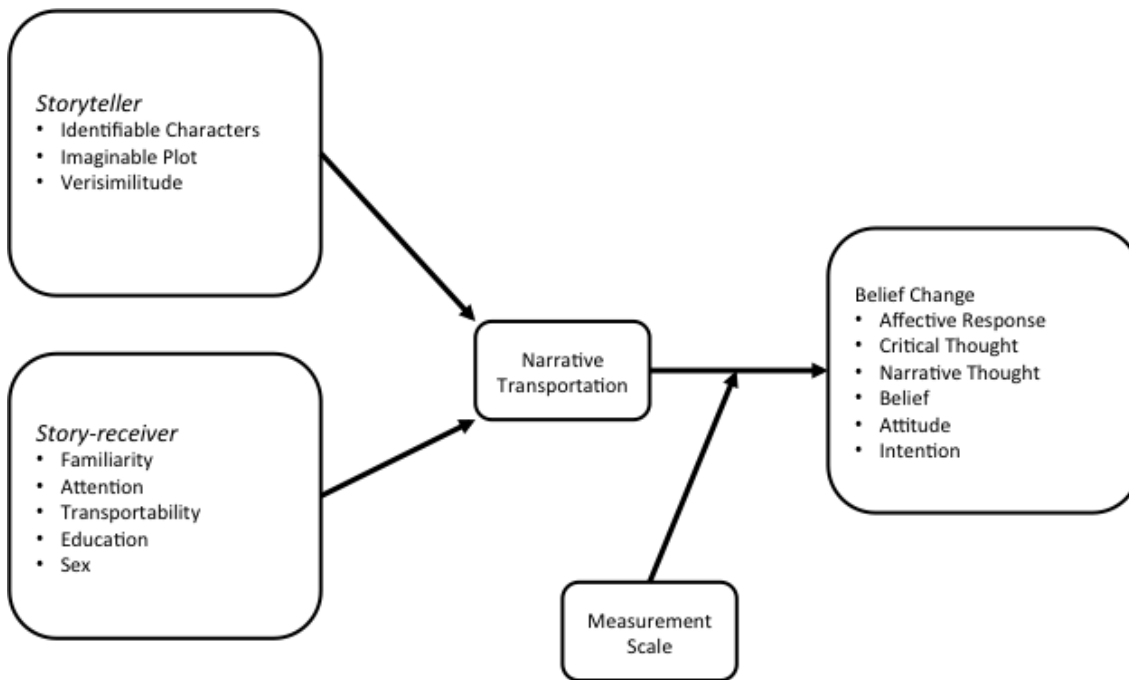 Storyteller
• Identifiable Characters
• Imaginable Plot
• Verisimilitude
Story-receiver
• Familiarity
• Attention
• Transportability
• Education
• Sex
Narrative
Transportation
Measurement
Scale
Belief Change
• Affective Response
• Critical Thought
• Narrative Thought
• Belief
• Attitude
• Intention